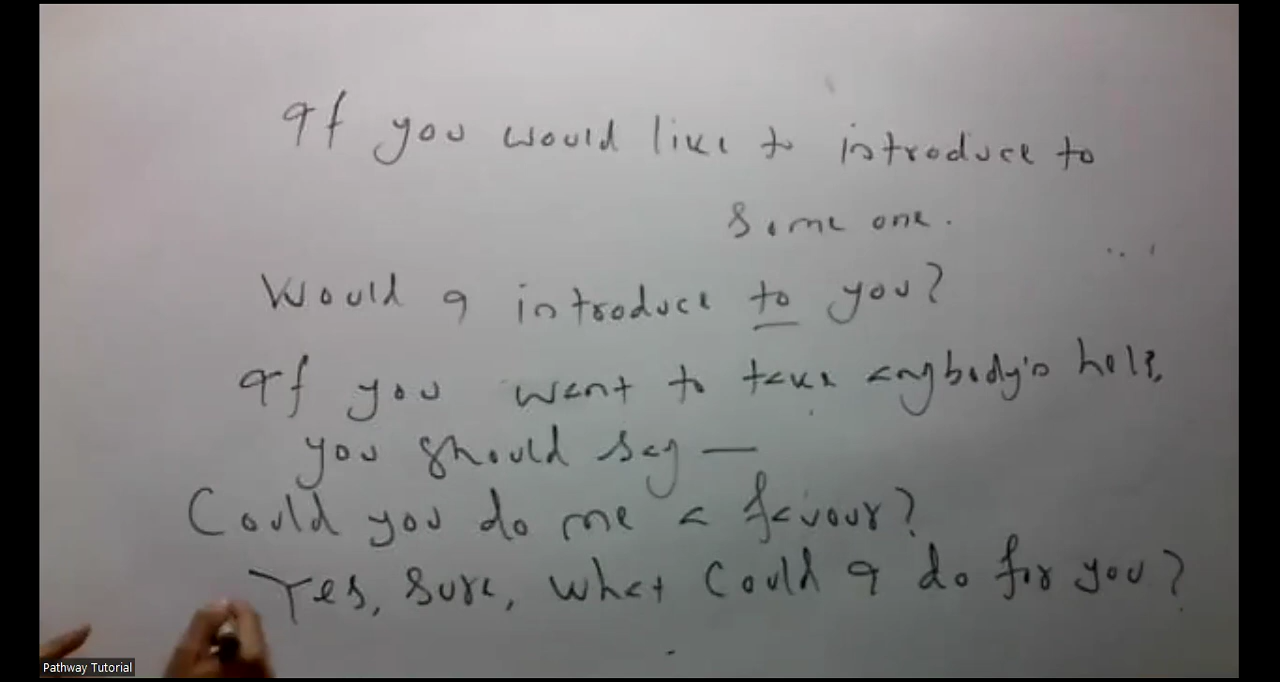 If you would like to introduce to
some one.
Would I introduce to you?
If you want to take anybody's help,
you should say —
Could you do me a favour?
Yes, sure, what could I do for you?
Pathway Tutorial